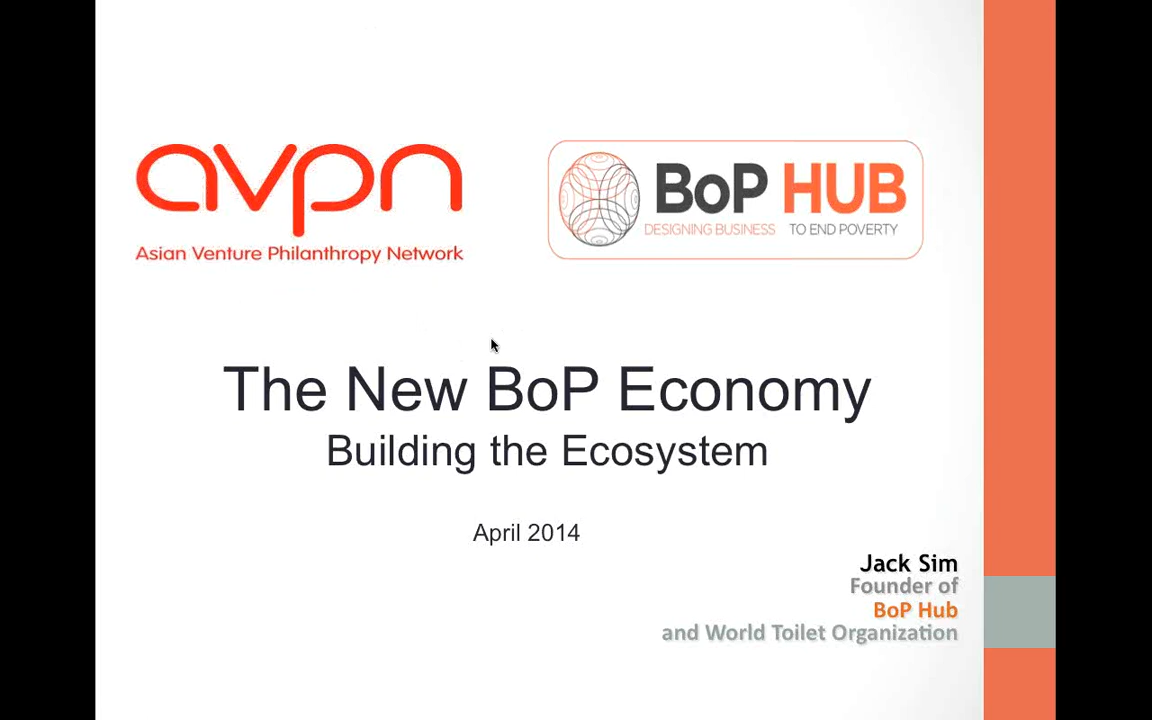 avpn
Asian Venture Philanthropy Network
BoP HUB
DESIGNING BUSINESS TO END POVERTY
The New BoP Economy
Building the Ecosystem
April 2014
Jack Sim
Founder of
BoP Hub
and World Toilet Organization